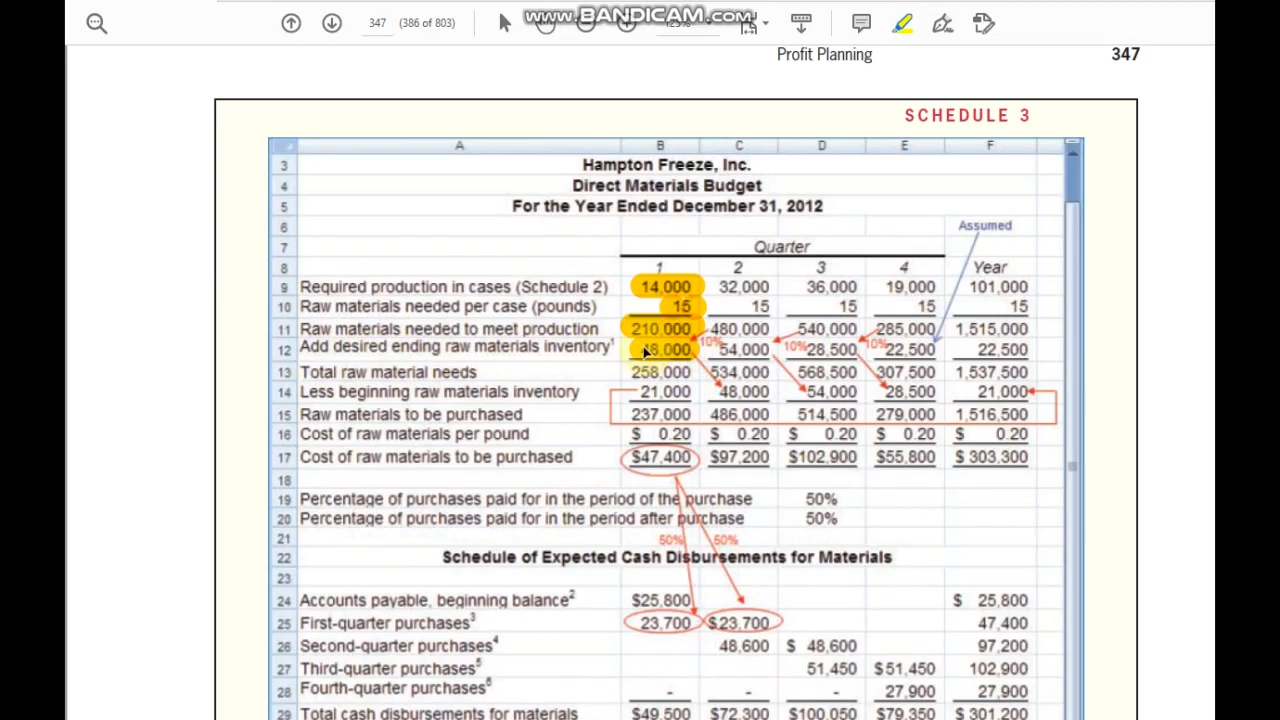 www.BANDICAM.com
347 (386 of 803)
Profit Planning 347
SCHEDULE 3
A B C D E F
3 Hampton Freeze, Inc.
4 Direct Materials Budget
5 For the Year Ended December 31, 2012
6 Assumed
7 Quarter
8 1 2 3 4 Year
9 Required production in cases (Schedule 2) 14,000 32,000 36,000 19,000 101,000
10 Raw materials needed per case (pounds) 15 15 15 15 15
11 Raw materials needed to meet production 210,000 480,000 540,000 285,000 1,515,000
10% 10% 10%
12 Add desired ending raw materials inventory¹ 48,000 54,000 28,500 22,500 22,500
13 Total raw material needs 258,000 534,000 568,500 307,500 1,537,500
14 Less beginning raw materials inventory 21,000 48,000 54,000 28,500 21,000
15 Raw materials to be purchased 237,000 486,000 514,500 279,000 1,516,500
16 Cost of raw materials per pound $ 0.20 $ 0.20 $ 0.20 $ 0.20 $ 0.20
17 Cost of raw materials to be purchased $47,400 $97,200 $102,900 $55,800 $ 303,300
18
19 Percentage of purchases paid for in the period of the purchase 50%
20 Percentage of purchases paid for in the period after purchase 50%
21 50% 50%
22 Schedule of Expected Cash Disbursements for Materials
23
24 Accounts payable, beginning balance² $25,800 $ 25,800
25 First-quarter purchases³ 23,700 $23,700 47,400
26 Second-quarter purchases⁴ 48,600 $ 48,600 97,200
27 Third-quarter purchases⁵ 51,450 $51,450 102,900
28 Fourth-quarter purchases⁶ - - - 27,900 27,900
29 Total cash disbursements for materials $49,500 $72,300 $100,050 $79,350 $ 301,200